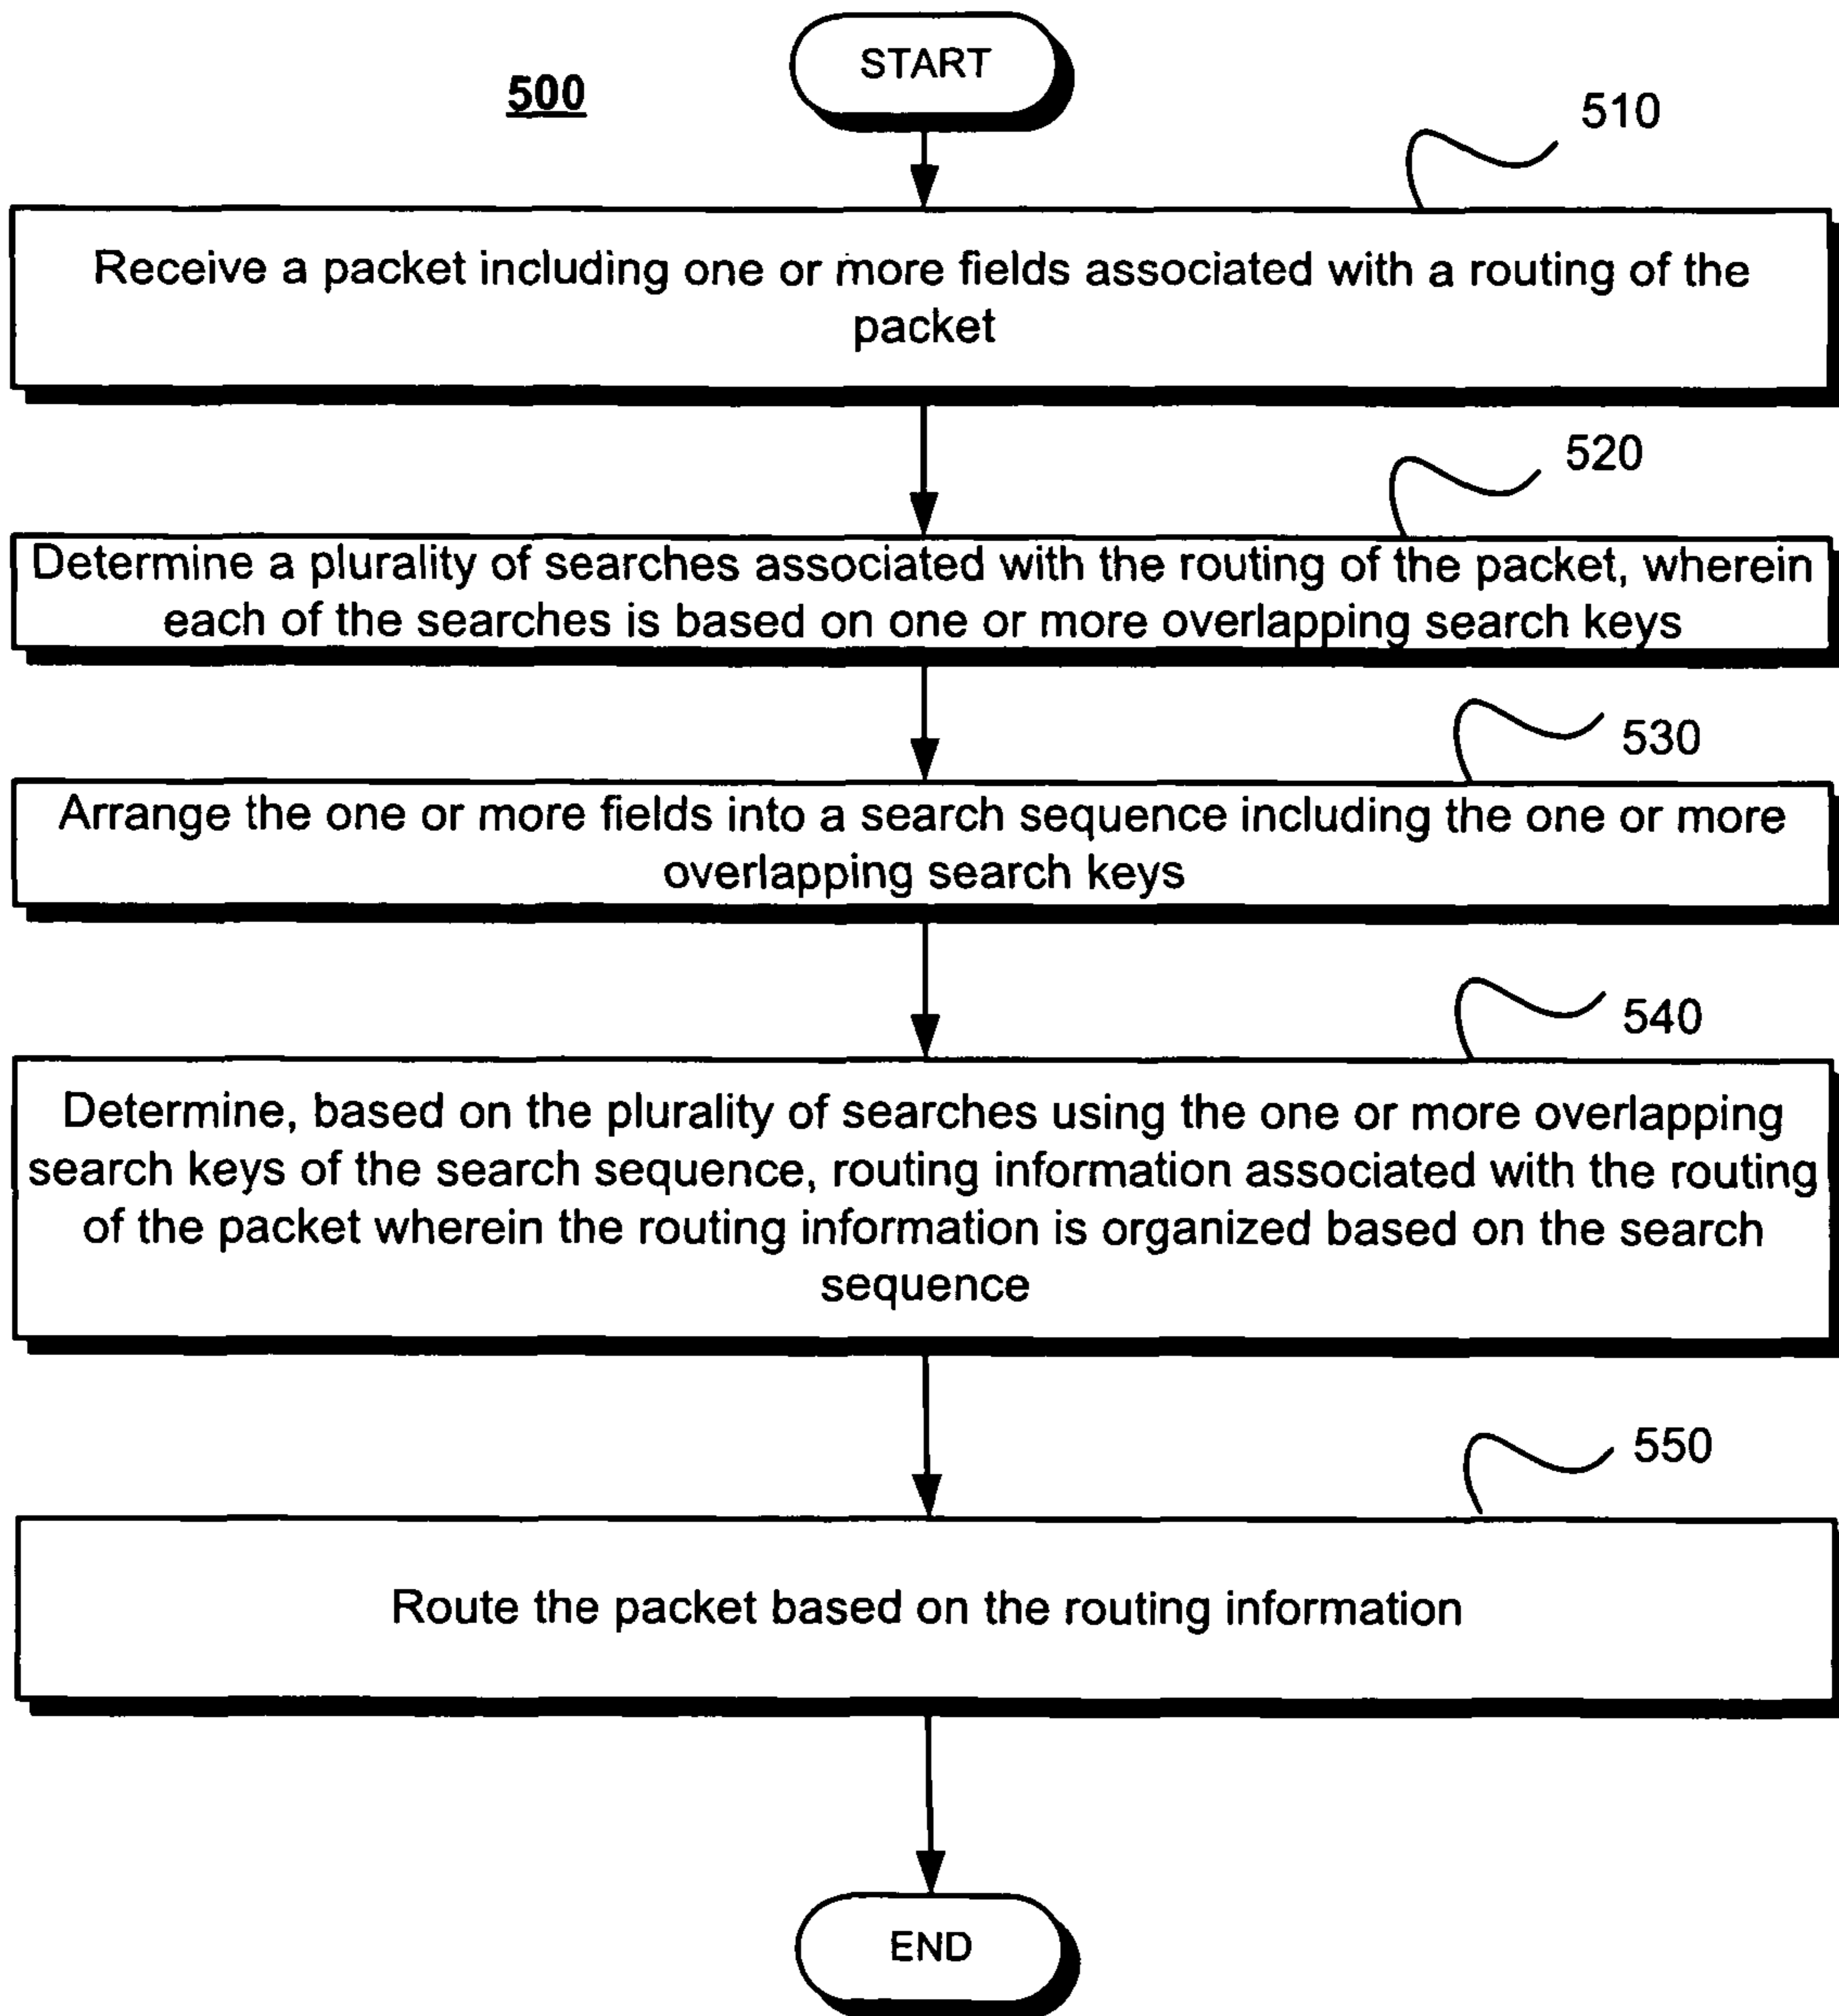 START
500
510
Receive a packet including one or more fields associated with a routing of the
packet
520
Determine a plurality of searches associated with the routing of the packet, wherein
each of the searches is based on one or more overlapping search keys
530
Arrange the one or more fields into a search sequence including the one or more
overlapping search keys
540
Determine, based on the plurality of searches using the one or more overlapping
search keys of the search sequence, routing information associated with the routing
of the packet wherein the routing information is organized based on the search
sequence
550
Route the packet based on the routing information
END